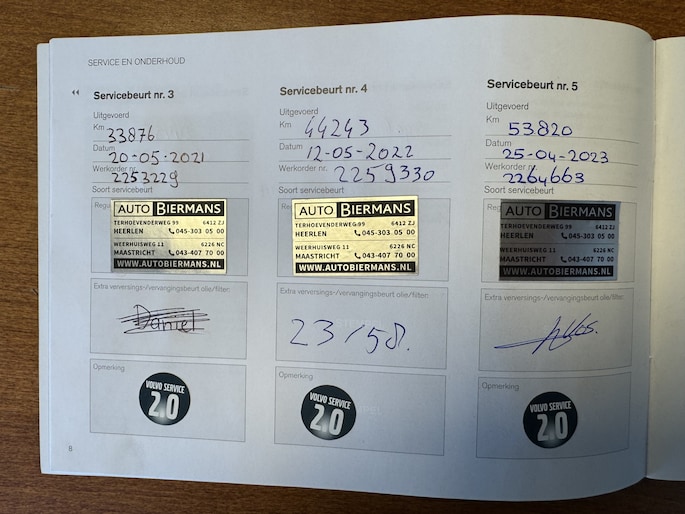 SERVICE EN ONDERHOUD
Servicebeurt nr. 3
Uitgevoerd
Km 33876
Datum 20-05-2021
Werkorder nr. 2253229
Soort servicebeurt
AUTO BIERMANS
TERHOEVENDERWEG 99 6412 ZJ
HEERLEN 045-303 05 00
WEERHUISWEG 11 6226 NC
MAASTRICHT 043-407 70 00
WWW.AUTOBIERMANS.NL
Extra verversings-/vervangingsbeurt olie/filter:
Daniel
Opmerking
VOLVO SERVICE
2.0
Servicebeurt nr. 4
Uitgevoerd
Km 44243
Datum 12-05-2022
Werkorder nr. 2259330
Soort servicebeurt
AUTO BIERMANS
TERHOEVENDERWEG 99 6412 ZJ
HEERLEN 045-303 05 00
WEERHUISWEG 11 6226 NC
MAASTRICHT 043-407 70 00
WWW.AUTOBIERMANS.NL
Extra verversings-/vervangingsbeurt olie/filter:
23/58.
Opmerking
VOLVO SERVICE
2.0
Servicebeurt nr. 5
Uitgevoerd
Km 53820
Datum 25-04-2023
Werkorder nr. 2264663
Soort servicebeurt
AUTO BIERMANS
TERHOEVENDERWEG 99 6412 ZJ
HEERLEN 045-303 05 00
WEERHUISWEG 11 6226 NC
MAASTRICHT 043-407 70 00
WWW.AUTOBIERMANS.NL
Extra verversings-/vervangingsbeurt olie/filter:
Opmerking
VOLVO SERVICE
2.0
8